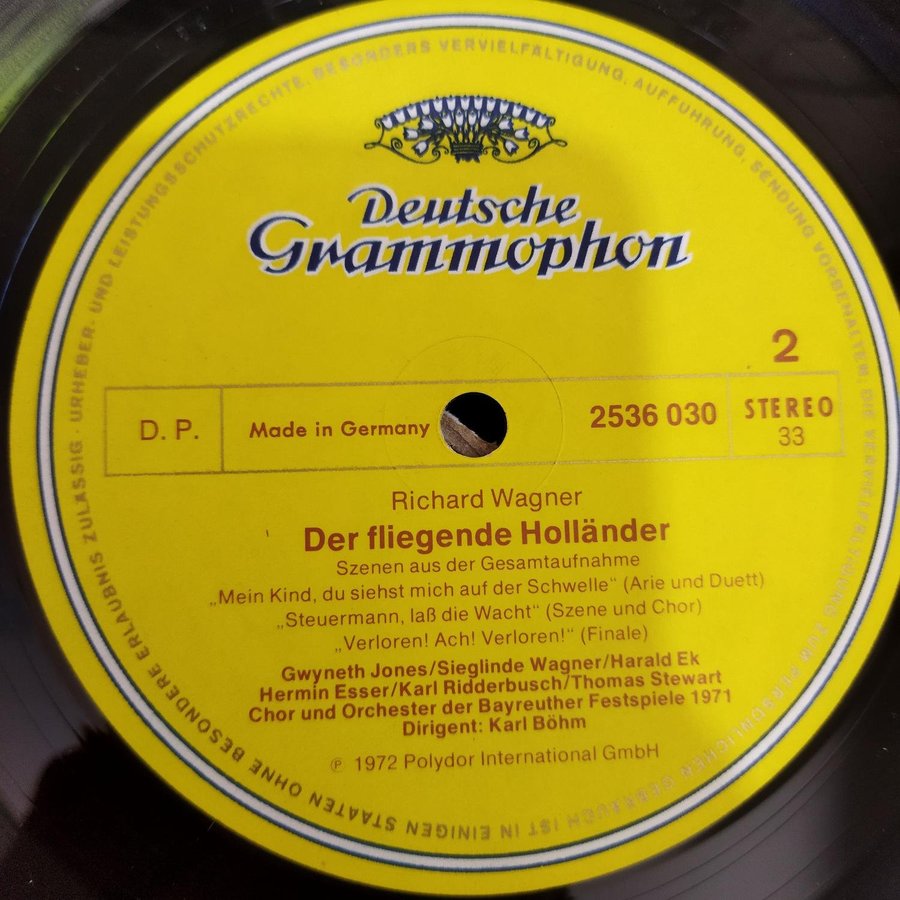 Deutsche
Grammophon
2
D. P.
Made in Germany
2536 030
STEREO
33
Richard Wagner
Der fliegende Holländer
Szenen aus der Gesamtaufnahme
„Mein Kind, du siehst mich auf der Schwelle“ (Arie und Duett)
„Steuermann, laß die Wacht“ (Szene und Chor)
„Verloren! Ach! Verloren!“ (Finale)
Gwyneth Jones/Sieglinde Wagner/Harald Ek
Hermin Esser/Karl Ridderbusch/Thomas Stewart
Chor und Orchester der Bayreuther Festspiele 1971
Dirigent: Karl Böhm
℗ 1972 Polydor International GmbH
URHEBER- UND LEISTUNGSSCHUTZRECHTE, BESONDERS VERVIELFÄLTIGUNG, AUFFÜHRUNG, SENDUNG VORBEHALTEN! DIE VERVIELFÄLTIGUNG ZUM PERSÖNLICHEN GEBRAUCH IST IN EINIGEN STAATEN OHNE BESONDERE ERLAUBNIS ZULÄSSIG ·